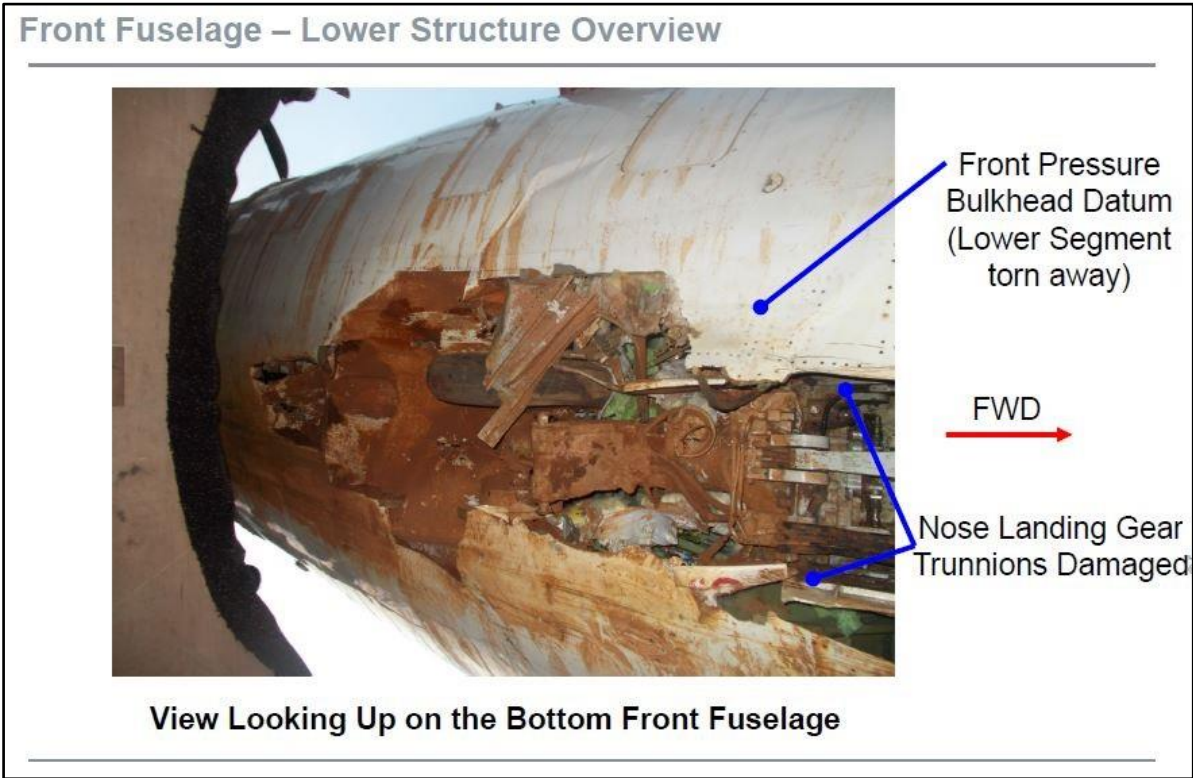 Front Fuselage – Lower Structure Overview
Front Pressure
Bulkhead Datum
(Lower Segment
torn away)
FWD
Nose Landing Gear
Trunnions Damaged
View Looking Up on the Bottom Front Fuselage